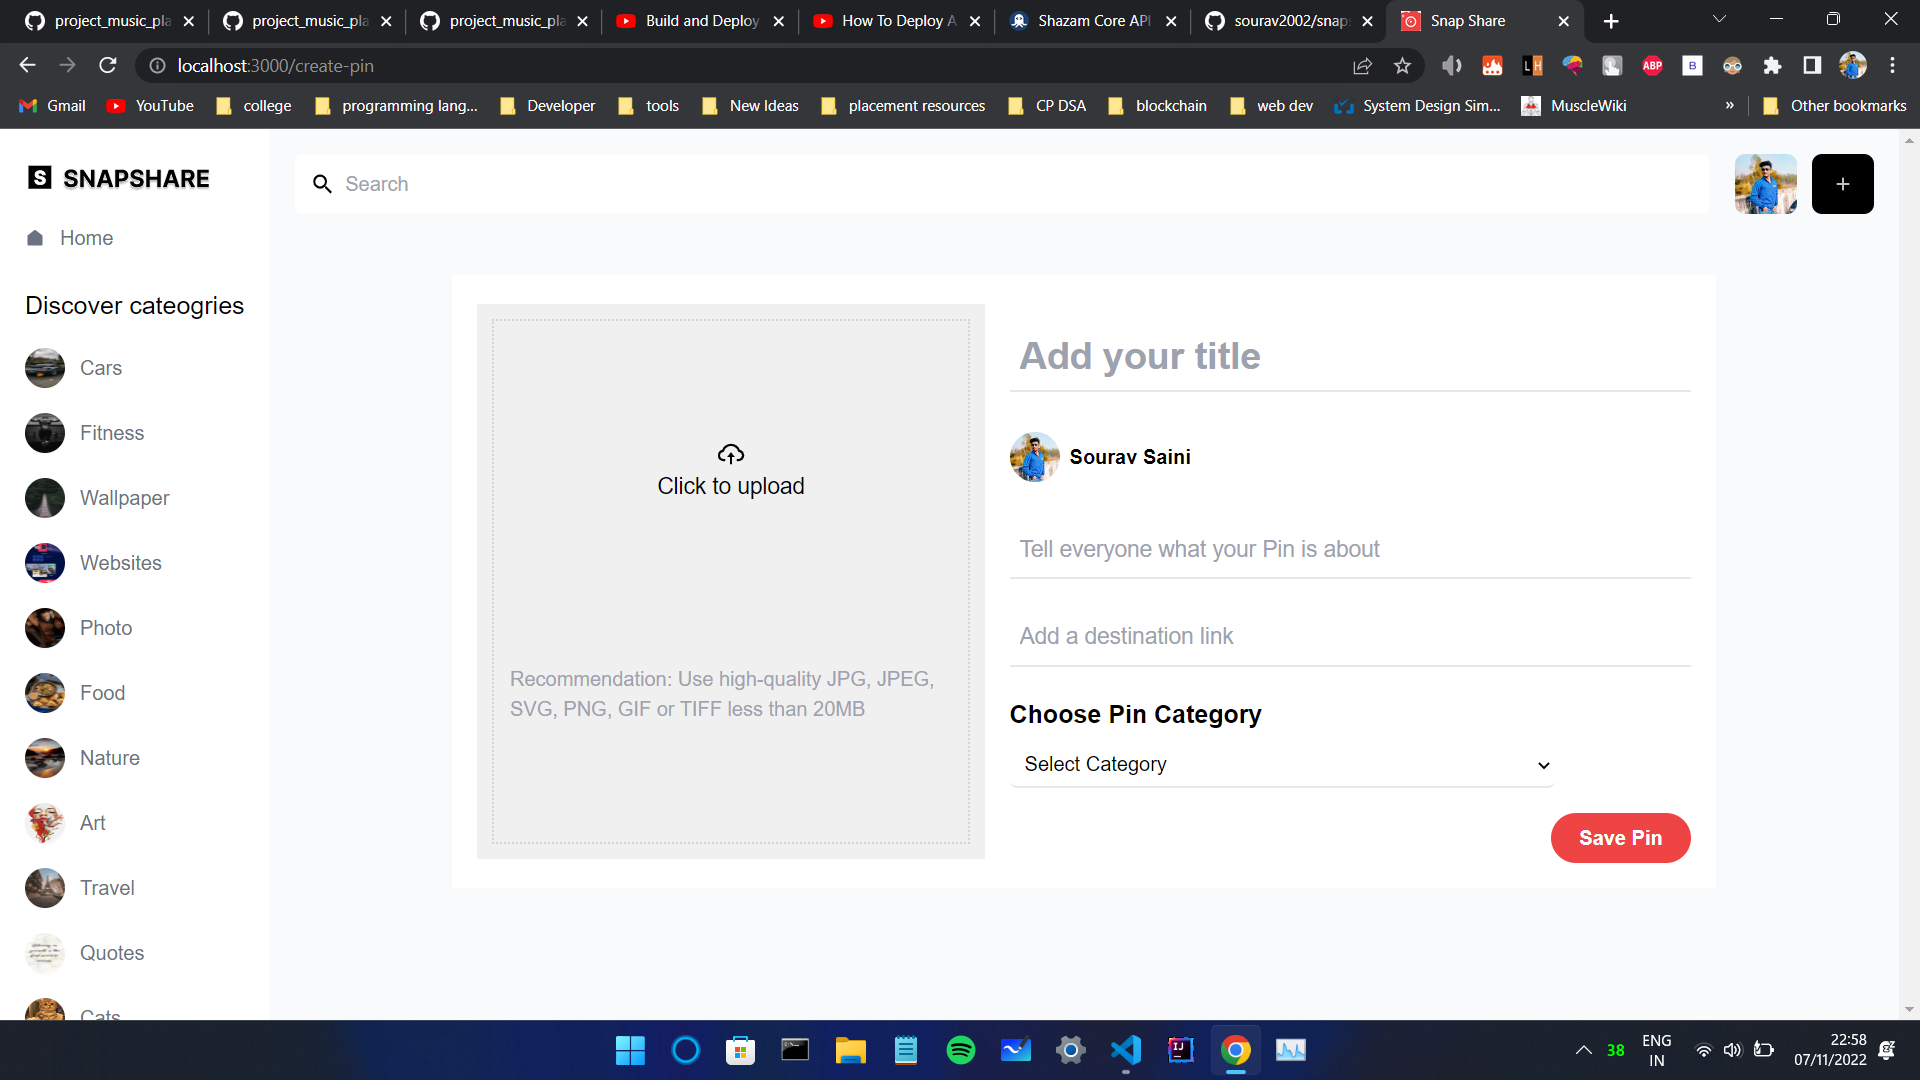 project_music_pla
project_music_pla
project_music_pla
Build and Deploy
How To Deploy A
Shazam Core API
sourav2002/snaps
Snap Share
localhost:3000/create-pin
LH
ABP
B
Gmail
YouTube
college
programming lang...
Developer
tools
New Ideas
placement resources
CP DSA
blockchain
web dev
System Design Sim...
MuscleWiki
»
Other bookmarks
S SNAPSHARE
Search
+
Home
Discover cateogries
Cars
Fitness
Wallpaper
Websites
Photo
Food
Nature
Art
Travel
Quotes
Cats
Click to upload
Recommendation: Use high-quality JPG, JPEG,
SVG, PNG, GIF or TIFF less than 20MB
Add your title
Sourav Saini
Tell everyone what your Pin is about
Add a destination link
Choose Pin Category
Select Category
Save Pin
IJ
38
ENG
IN
22:58
07/11/2022